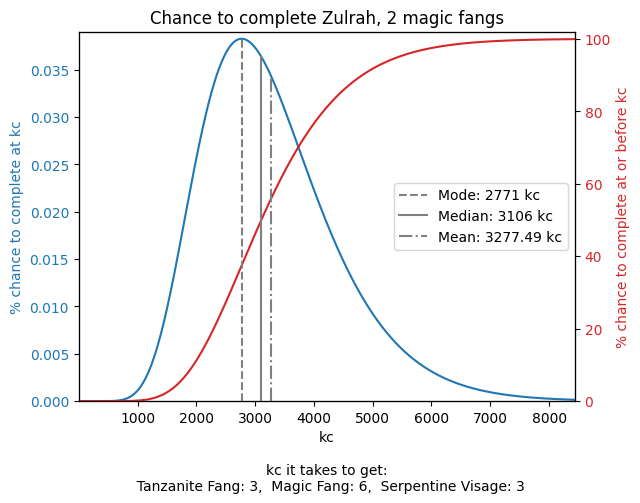 Chance to complete Zulrah, 2 magic fangs
% chance to complete at kc
0.035
0.030
0.025
0.020
0.015
0.010
0.005
0.000
Mode: 2771 kc
Median: 3106 kc
Mean: 3277.49 kc
100
80
60
40
20
0
% chance to complete at or before kc
1000 2000 3000 4000 5000 6000 7000 8000
kc
kc it takes to get:
Tanzanite Fang: 3,  Magic Fang: 6,  Serpentine Visage: 3